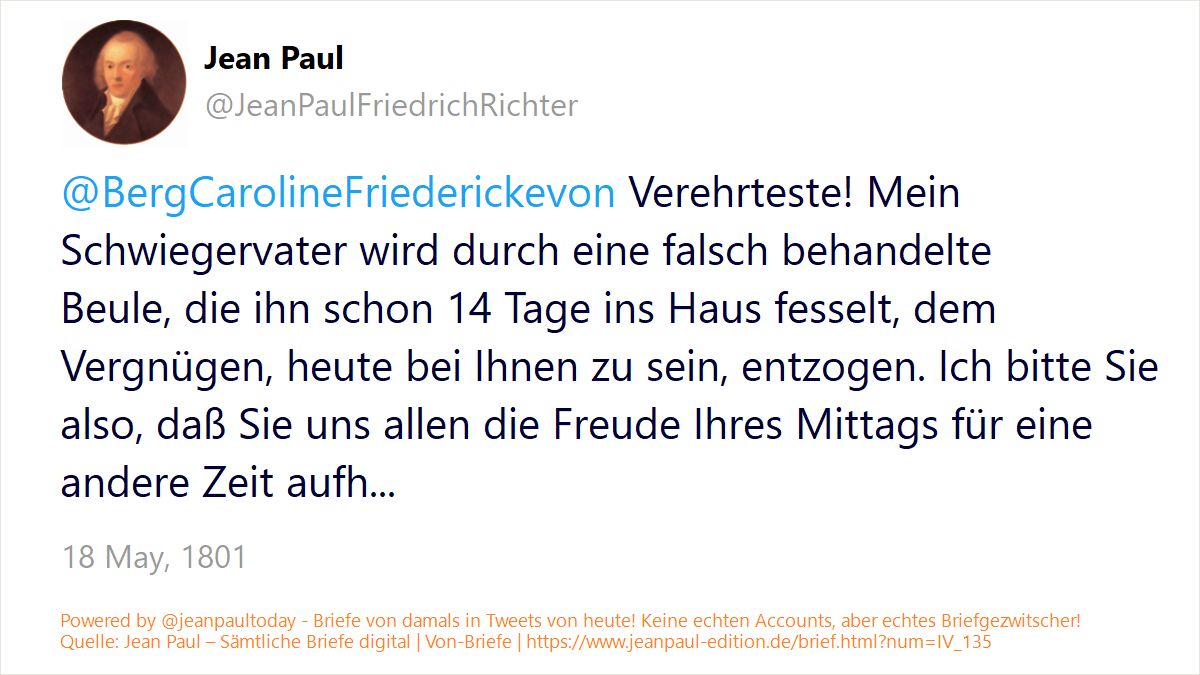 Jean Paul
@JeanPaulFriedrichRichter
@BergCarolineFriederickevon Verehrteste! Mein
Schwiegervater wird durch eine falsch behandelte
Beule, die ihn schon 14 Tage ins Haus fesselt, dem
Vergnügen, heute bei Ihnen zu sein, entzogen. Ich bitte Sie
also, daß Sie uns allen die Freude Ihres Mittags für eine
andere Zeit aufh...
18 May, 1801
Powered by @jeanpaultoday - Briefe von damals in Tweets von heute! Keine echten Accounts, aber echtes Briefgezwitscher!
Quelle: Jean Paul – Sämtliche Briefe digital | Von-Briefe | https://www.jeanpaul-edition.de/brief.html?num=IV_135